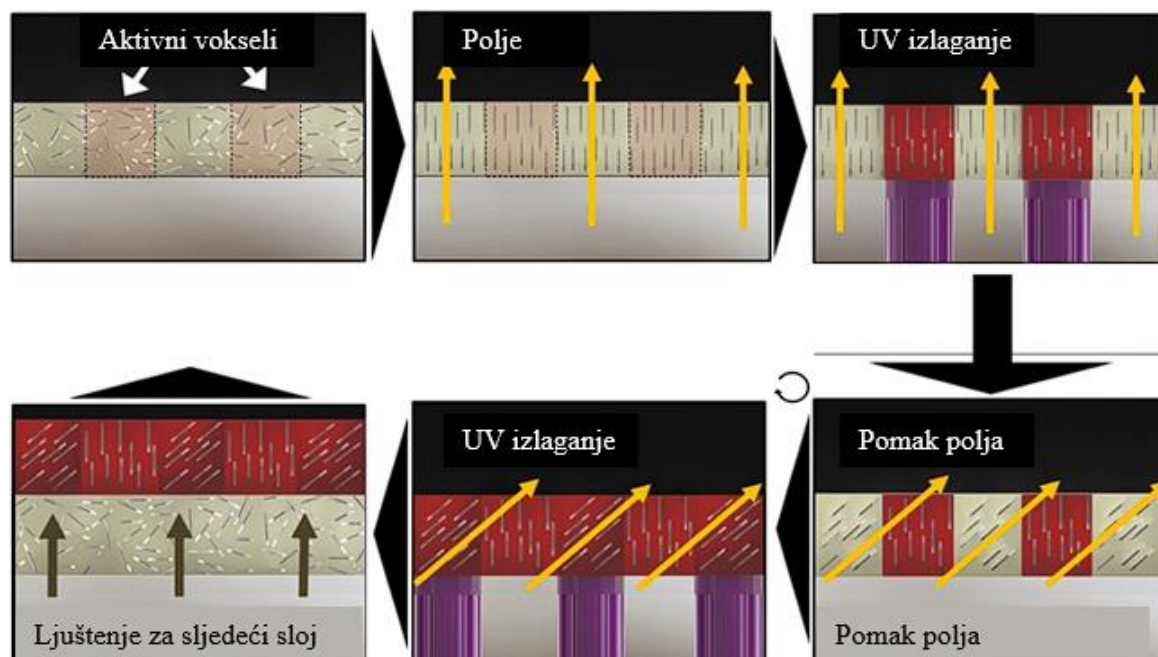 Aktivni vokseli
Polje
UV izlaganje
Ljuštenje za sljedeći sloj
UV izlaganje
Pomak polja
Pomak polja